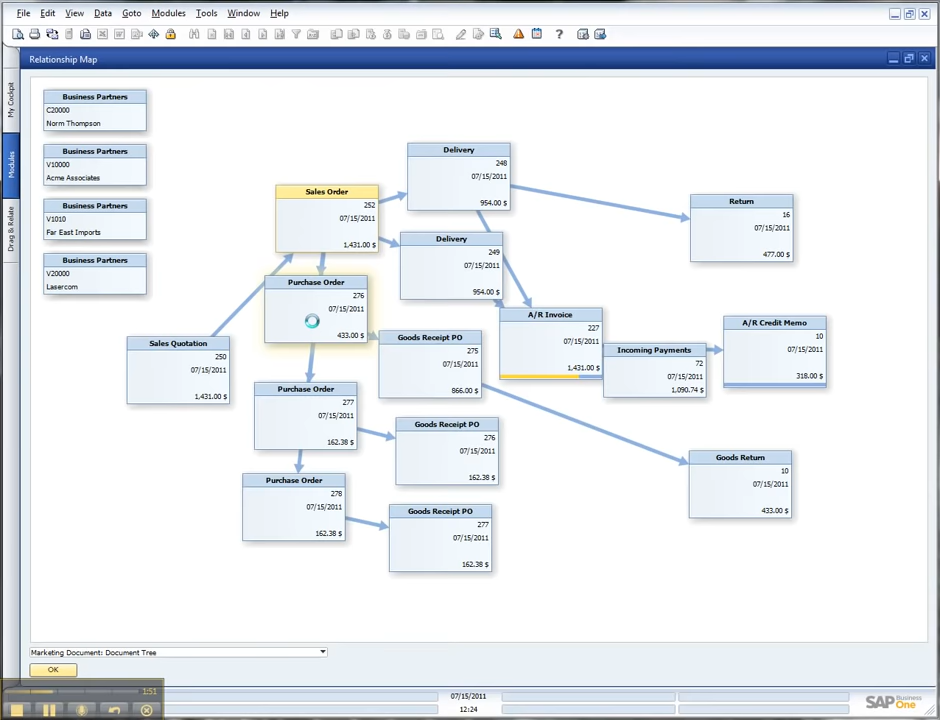 File Edit View Data Goto Modules Tools Window Help
Relationship Map
My Cockpit
Modules
Drag & Relate
Business Partners
C20000
Norm Thompson
Business Partners
V10000
Acme Associates
Business Partners
V1010
Far East Imports
Business Partners
V20000
Lasercom
Sales Quotation
250
07/15/2011
1,431.00 $
Sales Order
252
07/15/2011
1,431.00 $
Purchase Order
276
07/15/2011
433.00 $
Purchase Order
277
07/15/2011
162.38 $
Purchase Order
278
07/15/2011
162.38 $
Delivery
248
07/15/2011
954.00 $
Delivery
249
07/15/2011
954.00 $
Goods Receipt PO
275
07/15/2011
866.00 $
Goods Receipt PO
276
07/15/2011
162.38 $
Goods Receipt PO
277
07/15/2011
162.38 $
A/R Invoice
227
07/15/2011
1,431.00 $
Incoming Payments
72
07/15/2011
1,090.74 $
Return
16
07/15/2011
477.00 $
A/R Credit Memo
10
07/15/2011
318.00 $
Goods Return
10
07/15/2011
433.00 $
Marketing Document: Document Tree
OK
1:51
07/15/2011
12:24
SAP Business One